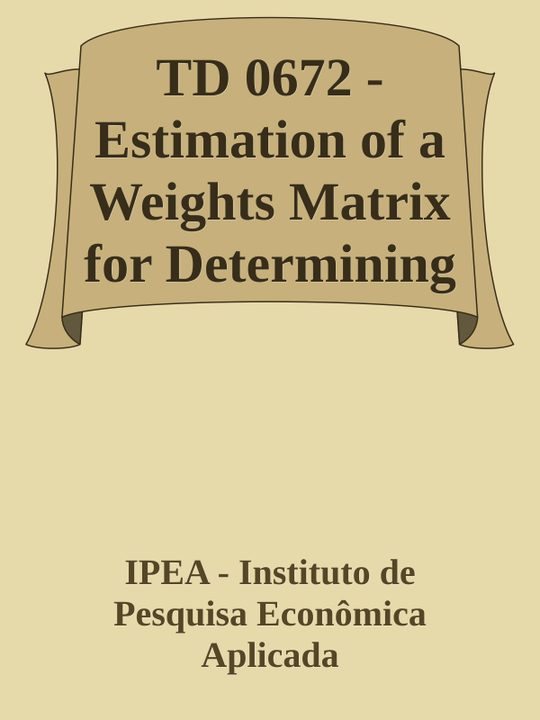 TD 0672 -
Estimation of a
Weights Matrix
for Determining
IPEA - Instituto de
Pesquisa Econômica
Aplicada